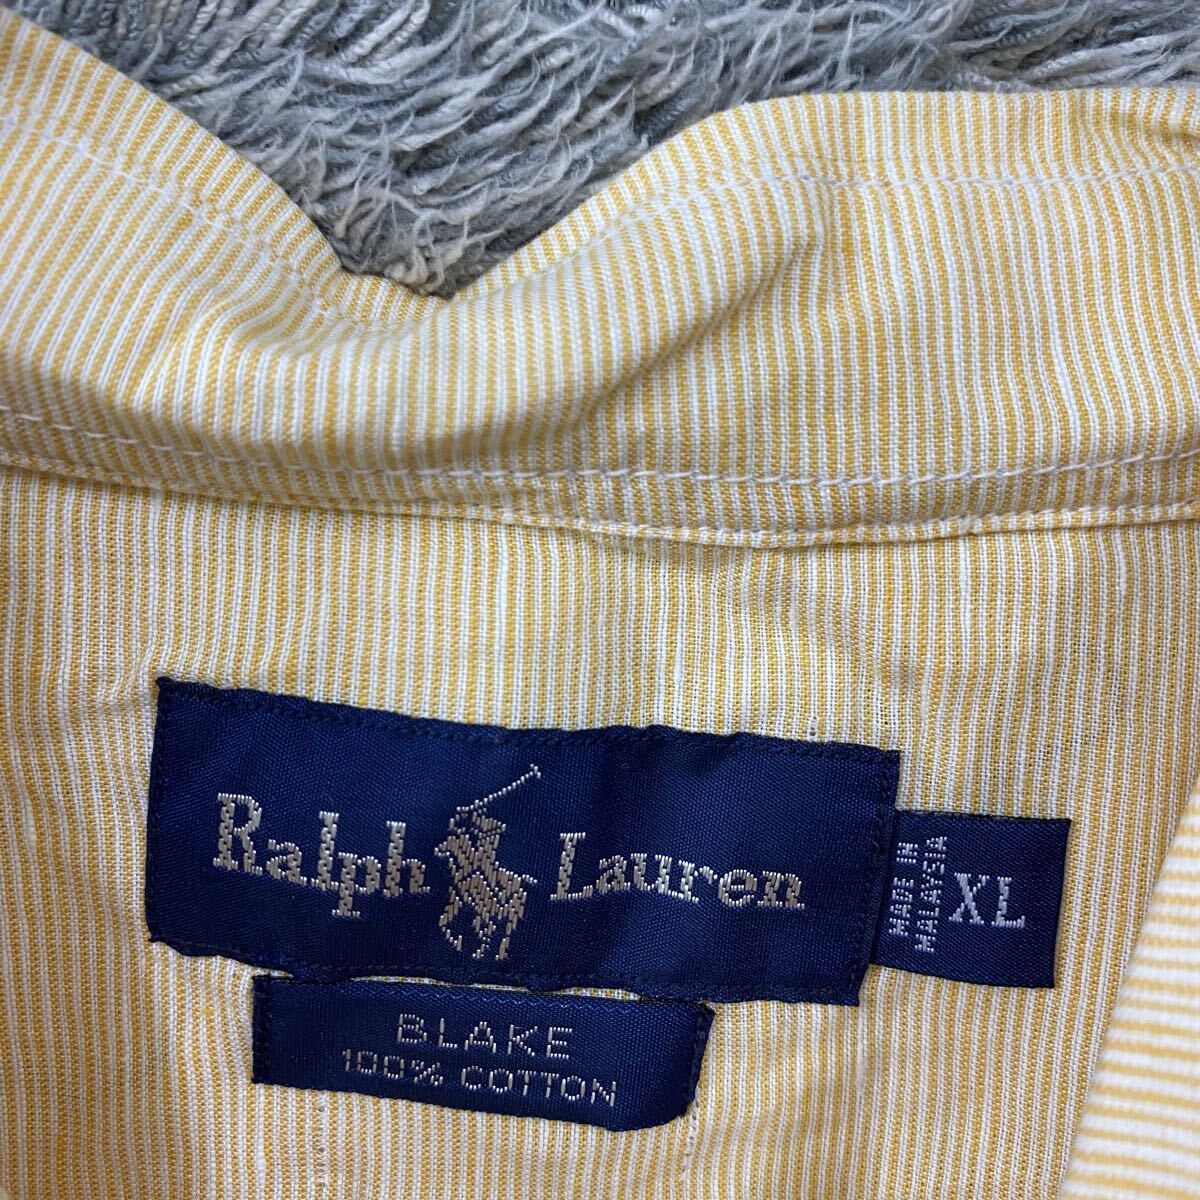 Ralph Lauren
MADE IN
MALAYSIA
XL
BLAKE
100% COTTON